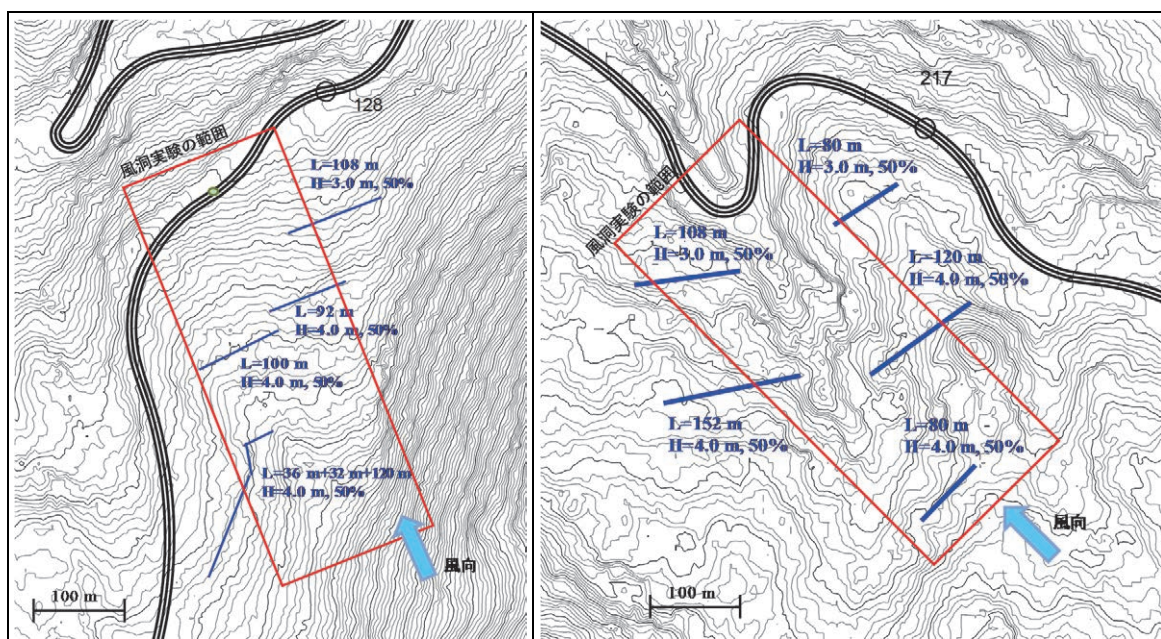 128
風洞実験の範囲
L=108 m
H=3.0 m, 50%
L=92 m
H=4.0 m, 50%
L=100 m
H=4.0 m, 50%
L=36 m+32 m+120 m
H=4.0 m, 50%
風向
100 m
217
風洞実験の範囲
L=80 m
H=3.0 m, 50%
L=108 m
H=3.0 m, 50%
L=120 m
H=4.0 m, 50%
L=152 m
H=4.0 m, 50%
L=80 m
H=4.0 m, 50%
風向
100 m